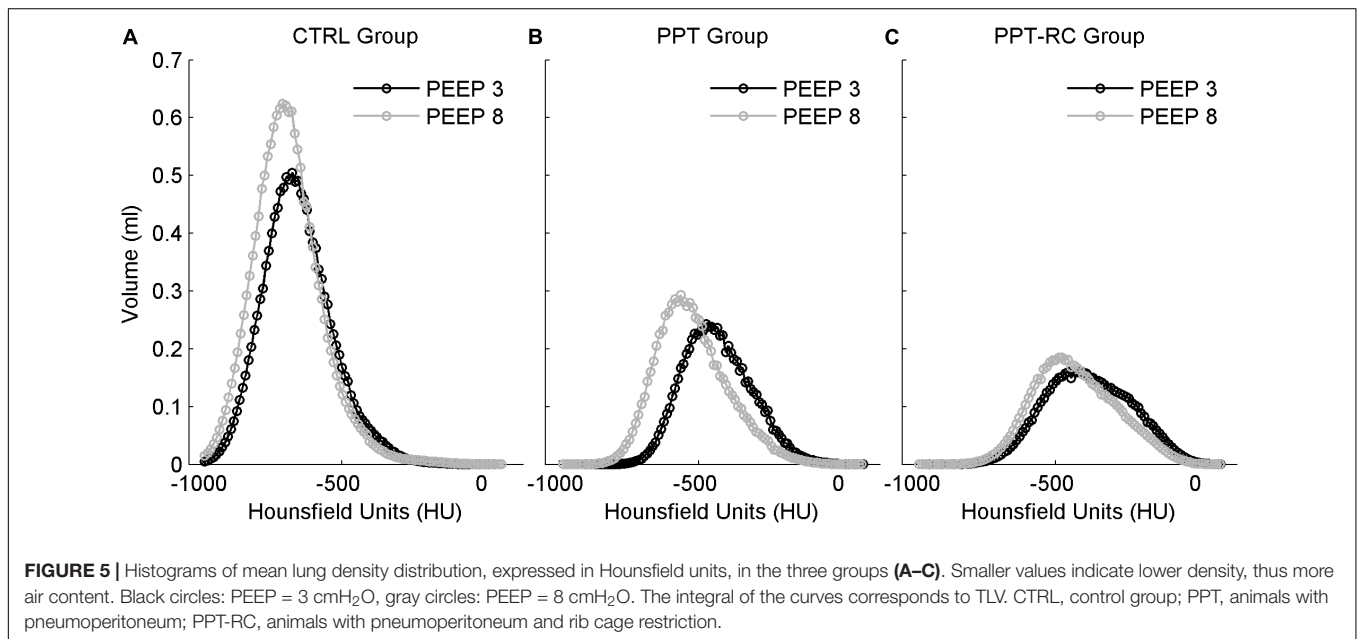 A CTRL Group B PPT Group C PPT-RC Group
0.7
PEEP 3 PEEP 3 PEEP 3
0.6 PEEP 8 PEEP 8 PEEP 8
0.5
0.4
0.3
0.2
0.1
0
Volume (ml)
-1000 -500 0 -1000 -500 0 -1000 -500 0
Hounsfield Units (HU) Hounsfield Units (HU) Hounsfield Units (HU)
FIGURE 5 | Histograms of mean lung density distribution, expressed in Hounsfield units, in the three groups (A–C). Smaller values indicate lower density, thus more
air content. Black circles: PEEP = 3 cmH₂O, gray circles: PEEP = 8 cmH₂O. The integral of the curves corresponds to TLV. CTRL, control group; PPT, animals with
pneumoperitoneum; PPT-RC, animals with pneumoperitoneum and rib cage restriction.